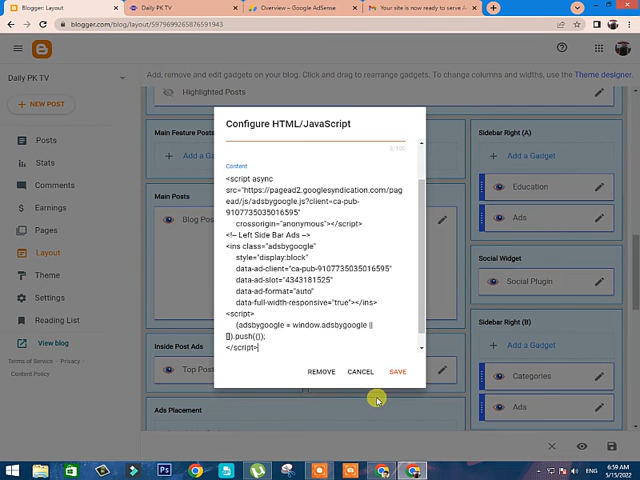 Blogger: Layout
Daily PK TV
Overview – Google AdSense
Your site is now ready to serve A
blogger.com/blog/layout/5979699265876591943
Blogger
Daily PK TV
NEW POST
Posts
Stats
Comments
Earnings
Pages
Layout
Theme
Settings
Reading List
View blog
Terms of Service
Privacy
Content Policy
Add, remove and edit gadgets on your blog. Click and drag to rearrange gadgets. To change columns and widths, use the Theme designer.
Highlighted Posts
Main Feature Posts
Add a Ga
Main Posts
Blog Pos
Inside Post Ads
Top Post
Ads Placement
Configure HTML/JavaScript
3/100
Content
<script async
src="https://pagead2.googlesyndication.com/pag
ead/js/adsbygoogle.js?client=ca-pub-
9107735035016595"
crossorigin="anonymous"></script>
<!-- Left Side Bar Ads -->
<ins class="adsbygoogle"
style="display:block"
data-ad-client="ca-pub-9107735035016595"
data-ad-slot="4343181525"
data-ad-format="auto"
data-full-width-responsive="true"></ins>
<script>
(adsbygoogle = window.adsbygoogle ||
[]).push({});
</script>
REMOVE
CANCEL
SAVE
Sidebar Right (A)
Add a Gadget
Education
Ads
Social Widget
Social Plugin
Sidebar Right (B)
Add a Gadget
Categories
Ads
ENG
6:59 AM
5/15/2022